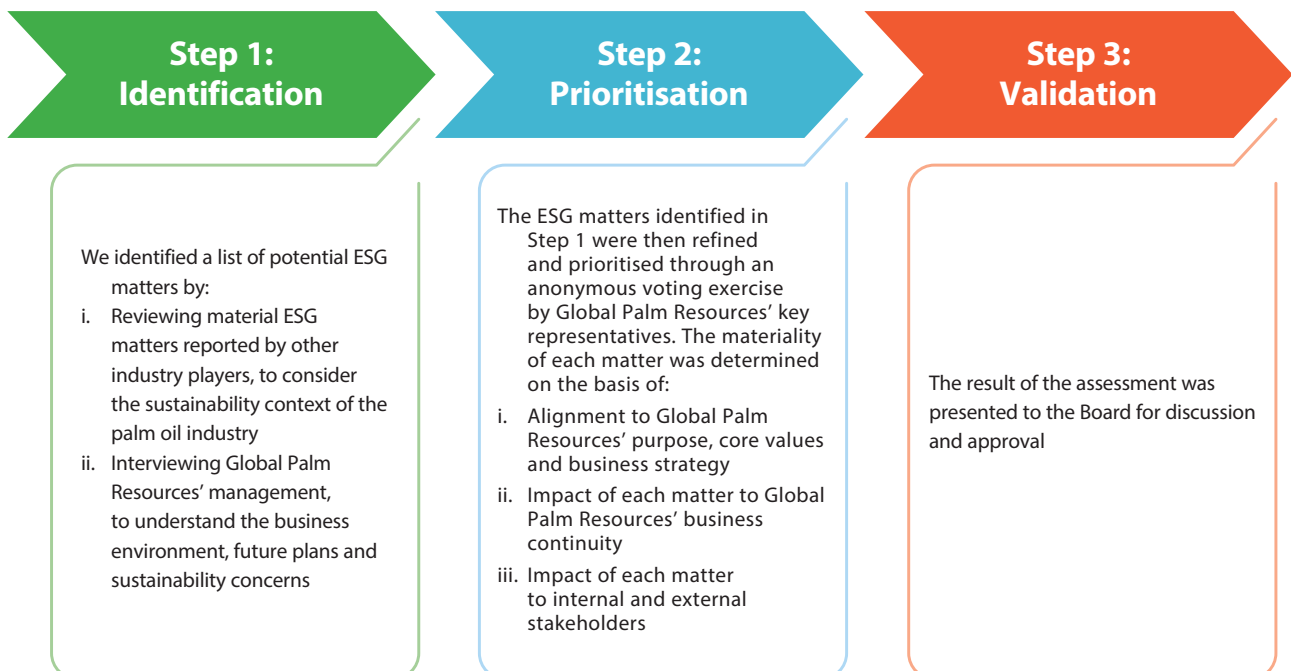 Step 1:
Identification
We identified a list of potential ESG
matters by:
i. Reviewing material ESG
matters reported by other
industry players, to consider
the sustainability context of the
palm oil industry
ii. Interviewing Global Palm
Resources’ management,
to understand the business
environment, future plans and
sustainability concerns
Step 2:
Prioritisation
The ESG matters identified in
Step 1 were then refined
and prioritised through an
anonymous voting exercise
by Global Palm Resources’ key
representatives. The materiality
of each matter was determined
on the basis of:
i. Alignment to Global Palm
Resources’ purpose, core values
and business strategy
ii. Impact of each matter to Global
Palm Resources’ business
continuity
iii. Impact of each matter
to internal and external
stakeholders
Step 3:
Validation
The result of the assessment was
presented to the Board for discussion
and approval